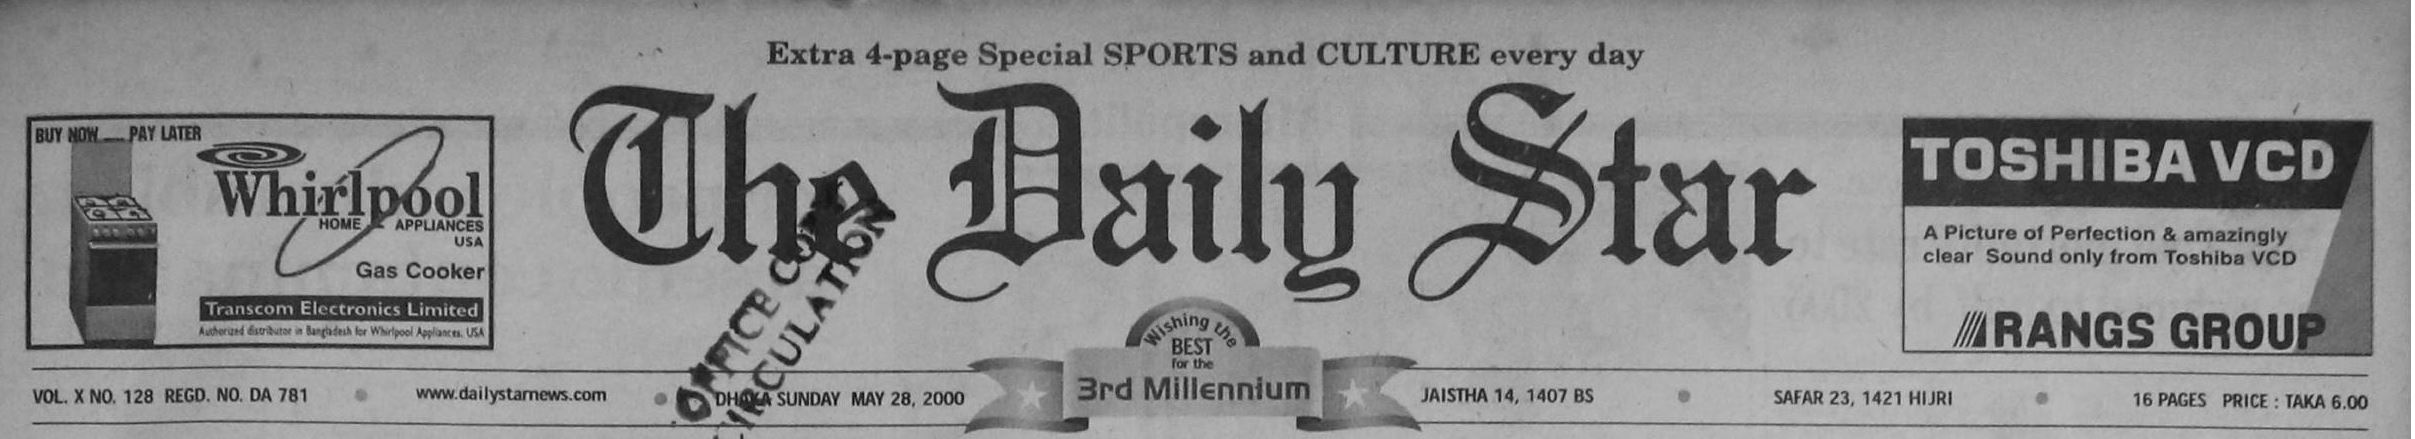 Extra 4-page Special SPORTS and CULTURE every day
BUY NOW ..... PAY LATER
Whirlpool
HOME APPLIANCES
USA
Gas Cooker
Transcom Electronics Limited
Authorized distributor in Bangladesh for Whirlpool Appliances, USA
The Daily Star
OFFICE COPY
CIRCULATION
TOSHIBA VCD
A Picture of Perfection & amazingly
clear Sound only from Toshiba VCD
RANGS GROUP
Wishing the
BEST
for the
3rd Millennium
VOL. X NO. 128 REGD. NO. DA 781 • www.dailystarnews.com • DHAKA SUNDAY MAY 28, 2000 JAISTHA 14, 1407 BS • SAFAR 23, 1421 HIJRI • 16 PAGES PRICE : TAKA 6.00